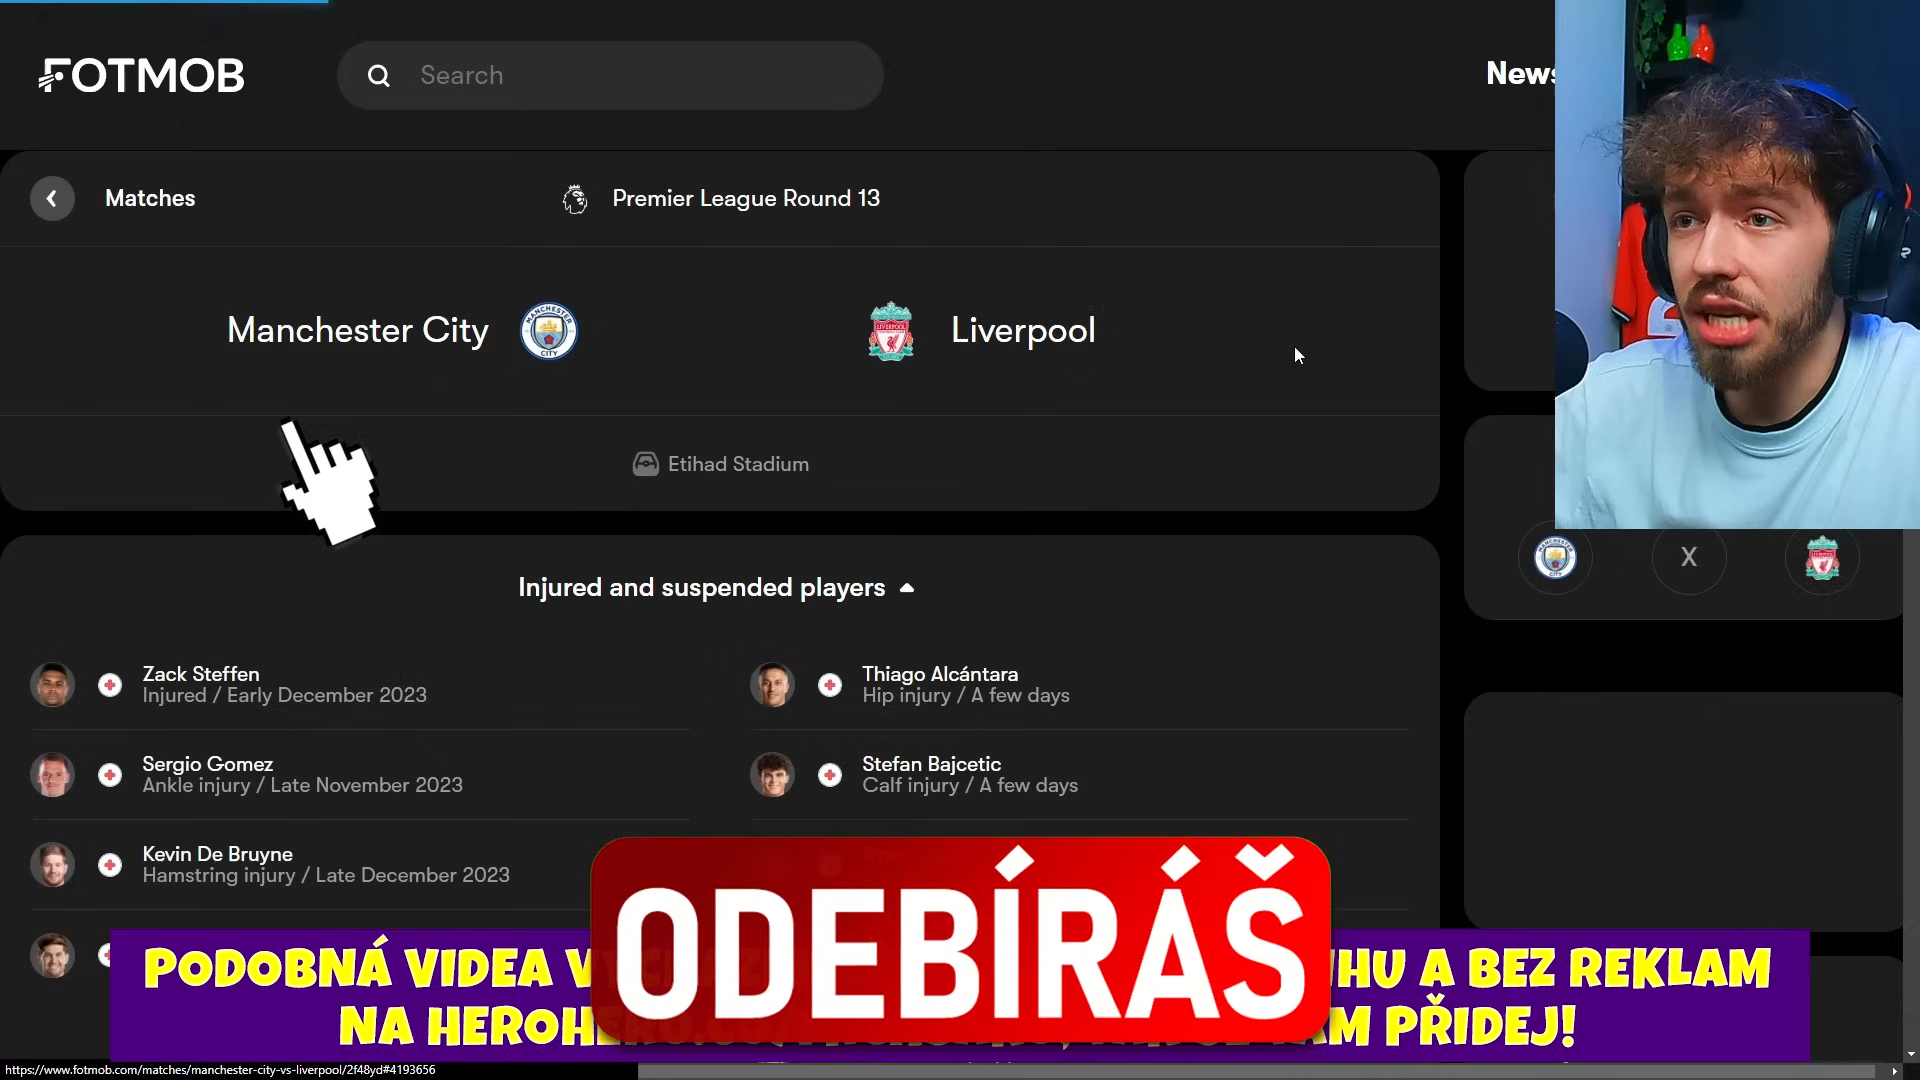 FOTMOB
Search
News
Matches
Premier League Round 13
Manchester City
Liverpool
Etihad Stadium
X
Injured and suspended players
Zack Steffen
Injured / Early December 2023
Thiago Alcántara
Hip injury / A few days
Sergio Gomez
Ankle injury / Late November 2023
Stefan Bajcetic
Calf injury / A few days
Kevin De Bruyne
Hamstring injury / Late December 2023
ODEBÍRÁŠ
PODOBNÁ VIDEA A BEZ REKLAM
NA PŘIDEJ!
https://www.fotmob.com/matches/manchester-city-vs-liverpool/2f48yd#4193656